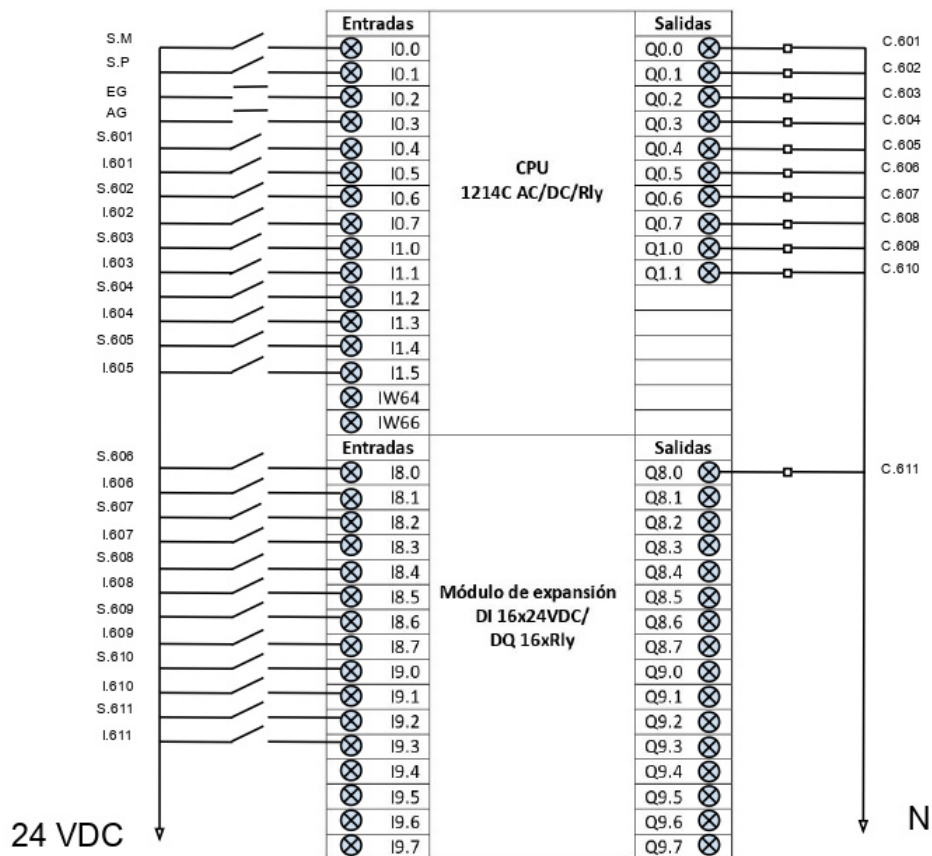 Entradas
Salidas
S.M
I0.0
Q0.0
C.601
S.P
I0.1
Q0.1
C.602
EG
I0.2
Q0.2
C.603
AG
I0.3
Q0.3
C.604
S.601
I0.4
Q0.4
C.605
I.601
I0.5
Q0.5
C.606
S.602
I0.6
Q0.6
C.607
I.602
I0.7
Q0.7
C.608
S.603
I1.0
Q1.0
C.609
I.603
I1.1
Q1.1
C.610
S.604
I1.2
I.604
I1.3
S.605
I1.4
I.605
I1.5
IW64
IW66
CPU
1214C AC/DC/Rly
Entradas
Salidas
S.606
I8.0
Q8.0
C.611
I.606
I8.1
Q8.1
S.607
I8.2
Q8.2
I.607
I8.3
Q8.3
S.608
I8.4
Q8.4
I.608
I8.5
Q8.5
S.609
I8.6
Q8.6
I.609
I8.7
Q8.7
S.610
I9.0
Q9.0
I.610
I9.1
Q9.1
S.611
I9.2
Q9.2
I.611
I9.3
Q9.3
I9.4
Q9.4
I9.5
Q9.5
I9.6
Q9.6
I9.7
Q9.7
Módulo de expansión
DI 16x24VDC/
DQ 16xRly
24 VDC
N